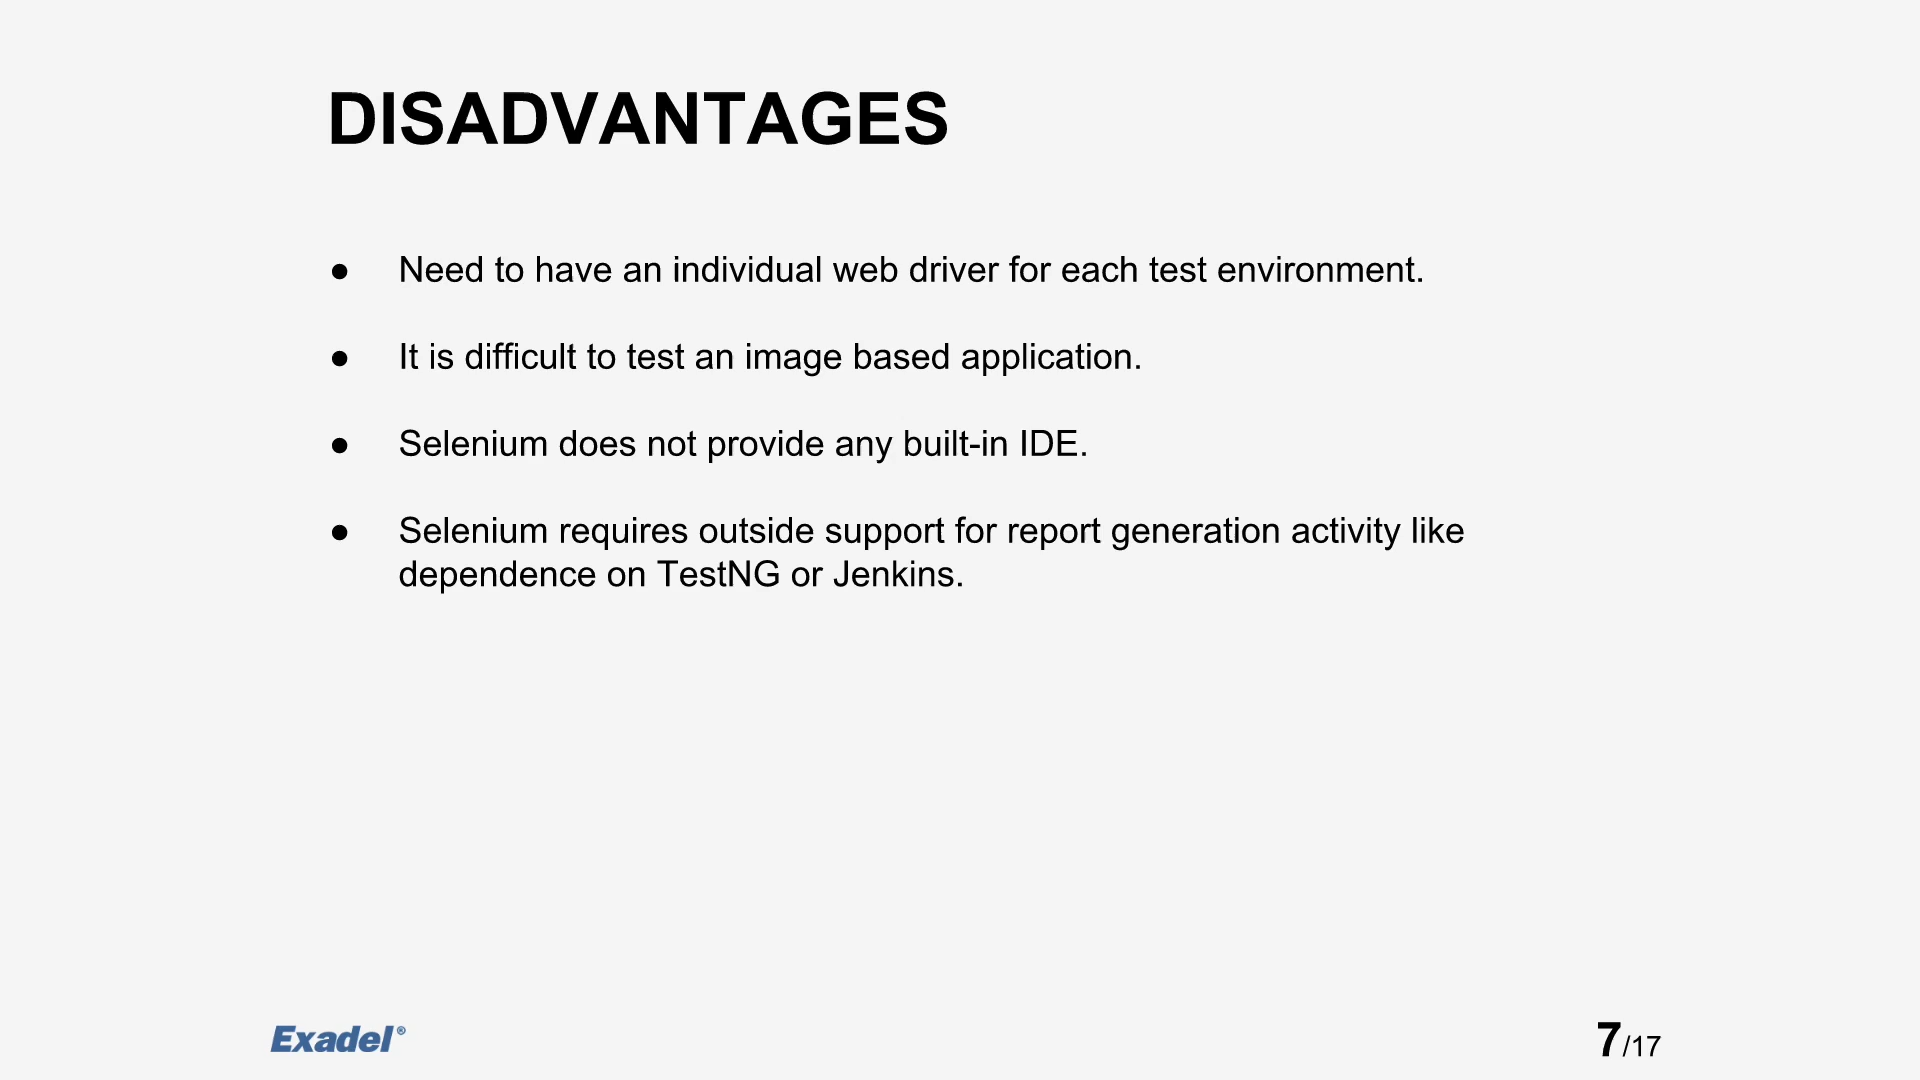 DISADVANTAGES
● Need to have an individual web driver for each test environment.
● It is difficult to test an image based application.
● Selenium does not provide any built-in IDE.
● Selenium requires outside support for report generation activity like
dependence on TestNG or Jenkins.
Exadel®
7/17